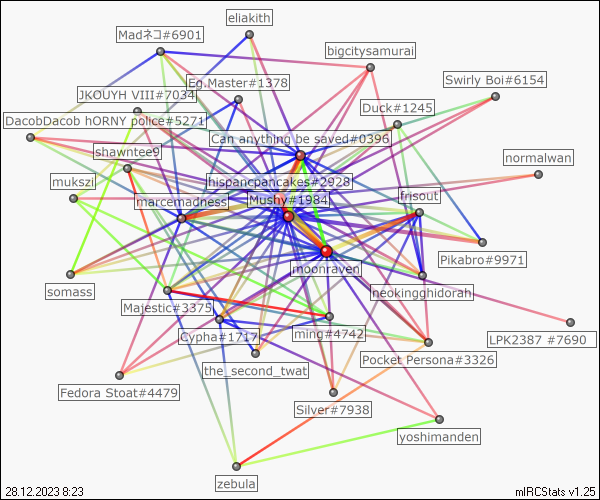 eliakith
Madネコ#6901
bigcitysamurai
Swirly Boi#6154
Eg.Master#1378
JKOUYH VIII#7034
Duck#1245
DacobDacob hORNY police#5271
Can anything be saved#0396
shawntee9
normalwan
mukszi
hispancpancakes#2928
marcemadness
Mushy#1984
frisout
Pikabro#9971
moonraven
somass
neokingghidorah
Majestic#3375
Cypha#1717
ming#4742
LPK2387 #7690
Pocket Persona#3326
the_second_twat
Fedora Stoat#4479
Silver#7938
yoshimanden
zebula
28.12.2023 8:23
mIRCStats v1.25